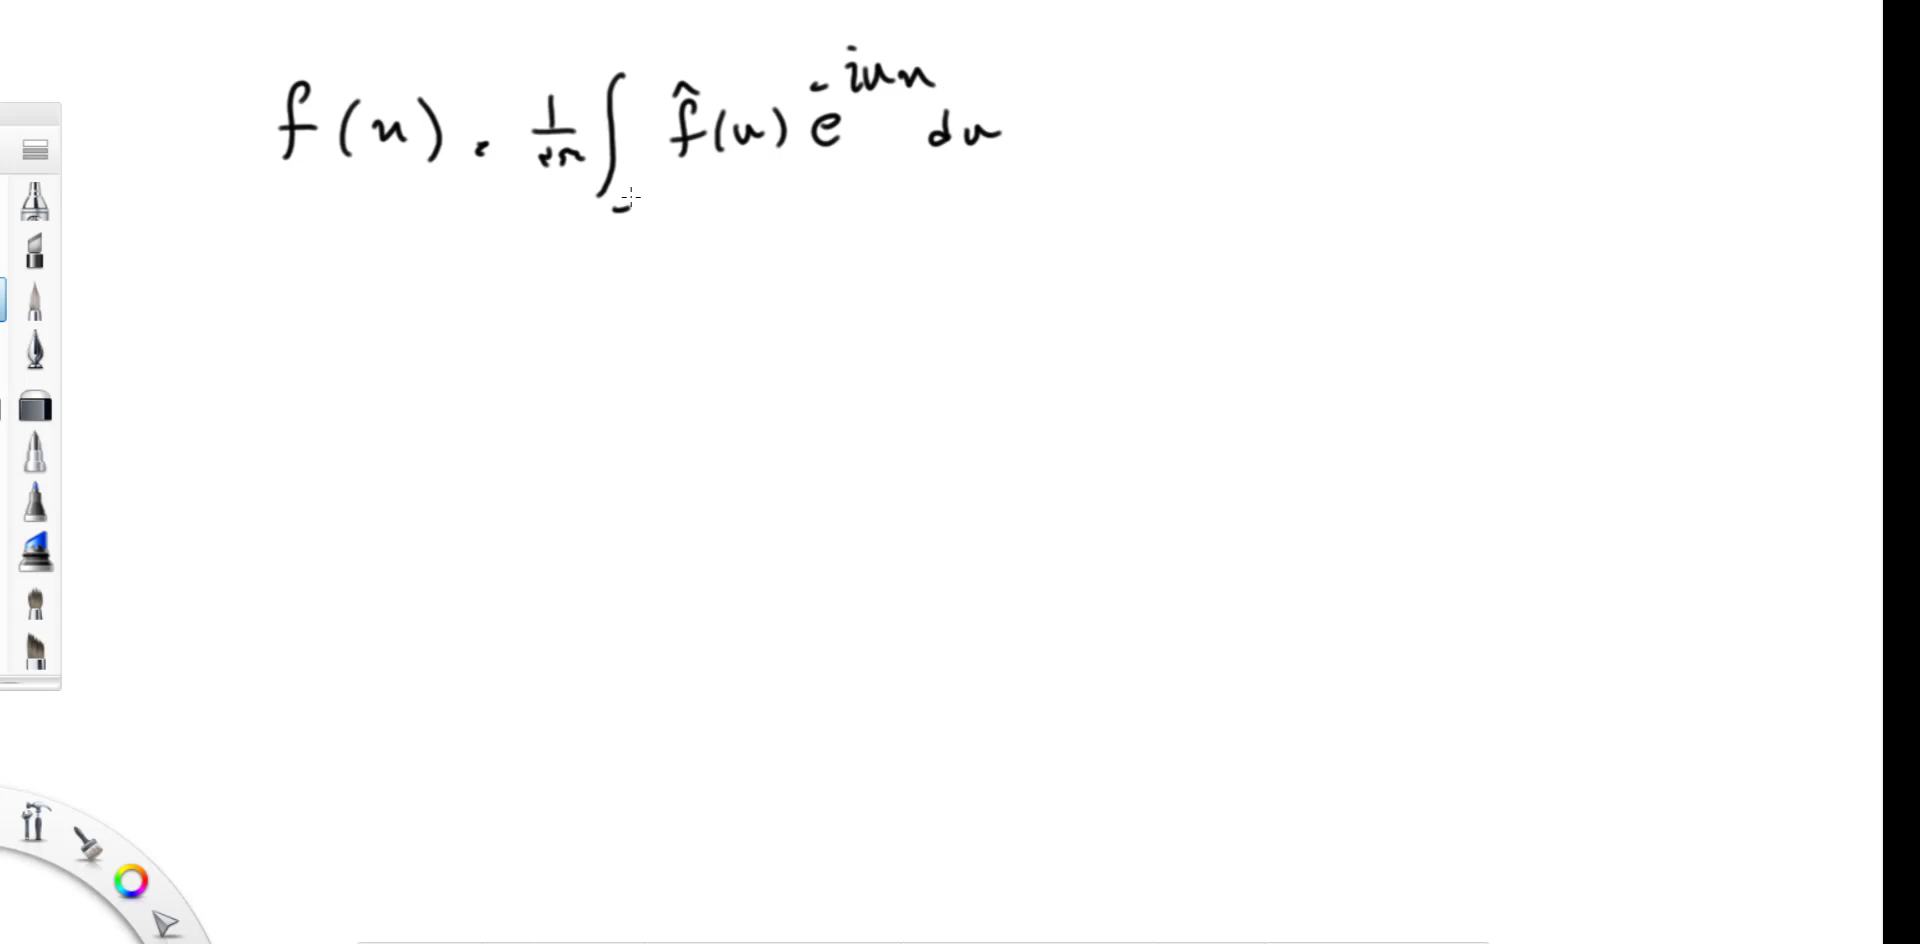 f(x) = 1/2π ∫_- f̂(u) e^{-iux} du